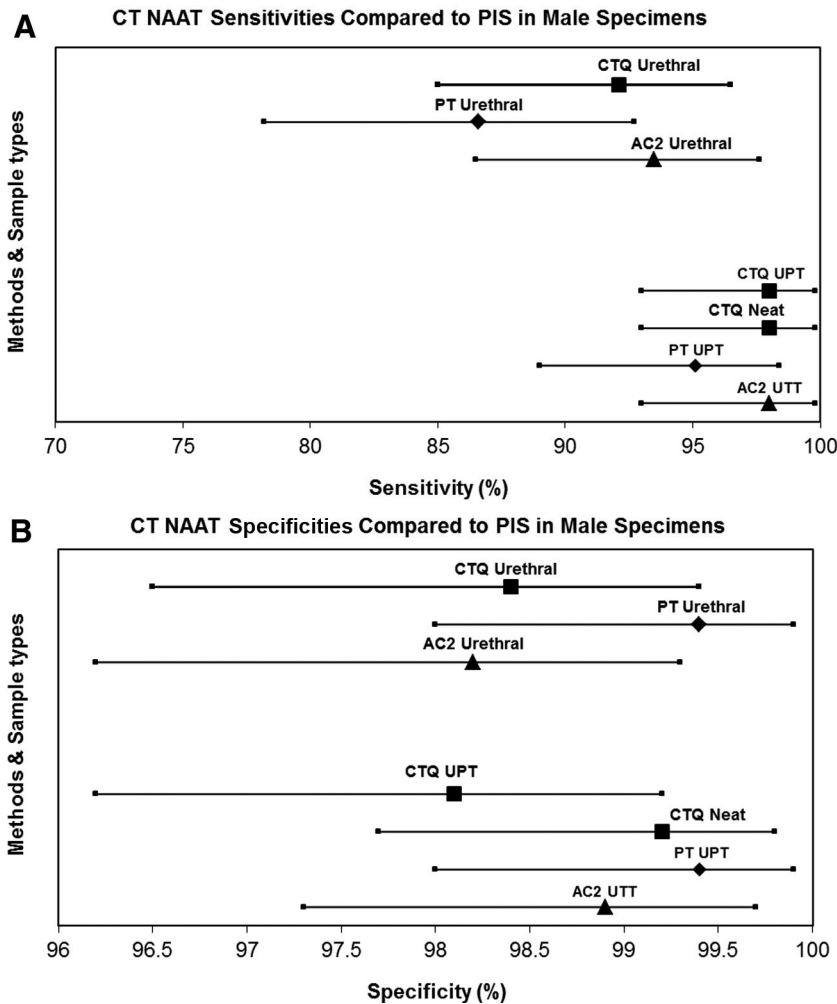 A
CT NAAT Sensitivities Compared to PIS in Male Specimens
Methods & Sample types
CTQ Urethral
PT Urethral
AC2 Urethral
CTQ UPT
CTQ Neat
PT UPT
AC2 UTT
70 75 80 85 90 95 100
Sensitivity (%)
B
CT NAAT Specificities Compared to PIS in Male Specimens
Methods & Sample types
CTQ Urethral
PT Urethral
AC2 Urethral
CTQ UPT
CTQ Neat
PT UPT
AC2 UTT
96 96.5 97 97.5 98 98.5 99 99.5 100
Specificity (%)